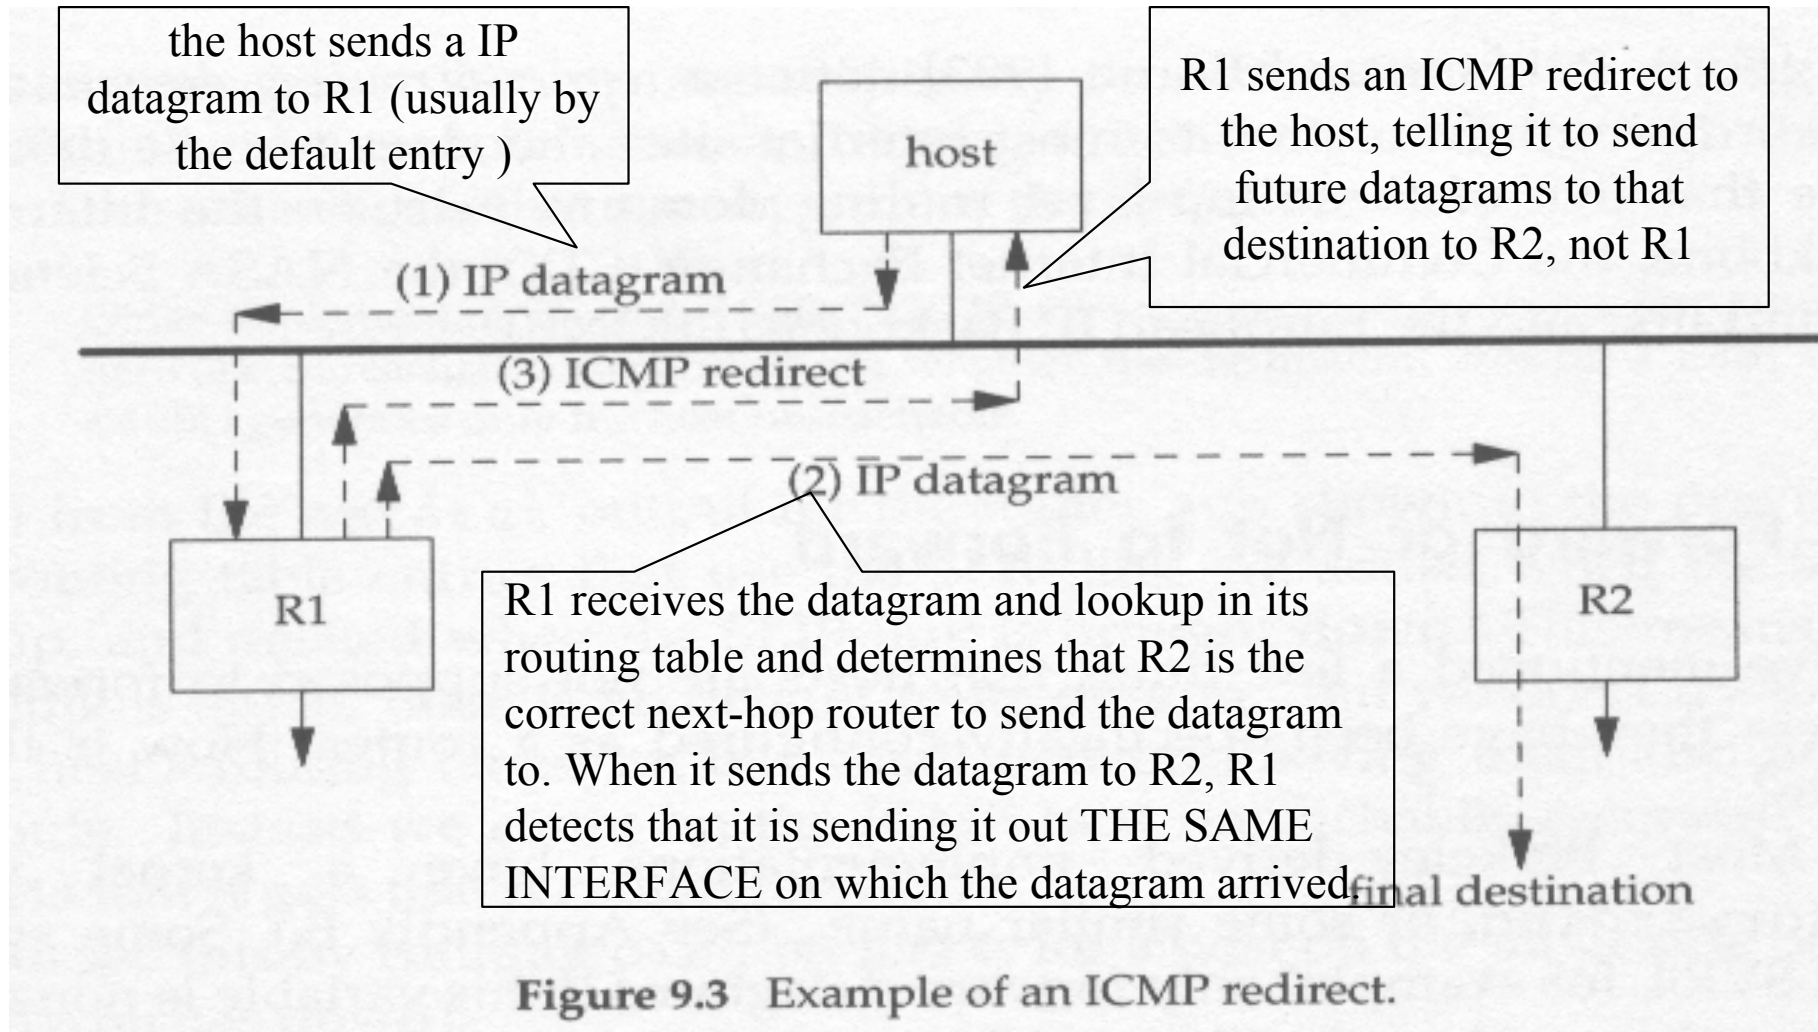 the host sends a IP
datagram to R1 (usually by
the default entry )
host
R1 sends an ICMP redirect to
the host, telling it to send
future datagrams to that
destination to R2, not R1
(1) IP datagram
(3) ICMP redirect
(2) IP datagram
R1
R2
R1 receives the datagram and lookup in its
routing table and determines that R2 is the
correct next-hop router to send the datagram
to. When it sends the datagram to R2, R1
detects that it is sending it out THE SAME
INTERFACE on which the datagram arrived.
final destination
Figure 9.3 Example of an ICMP redirect.